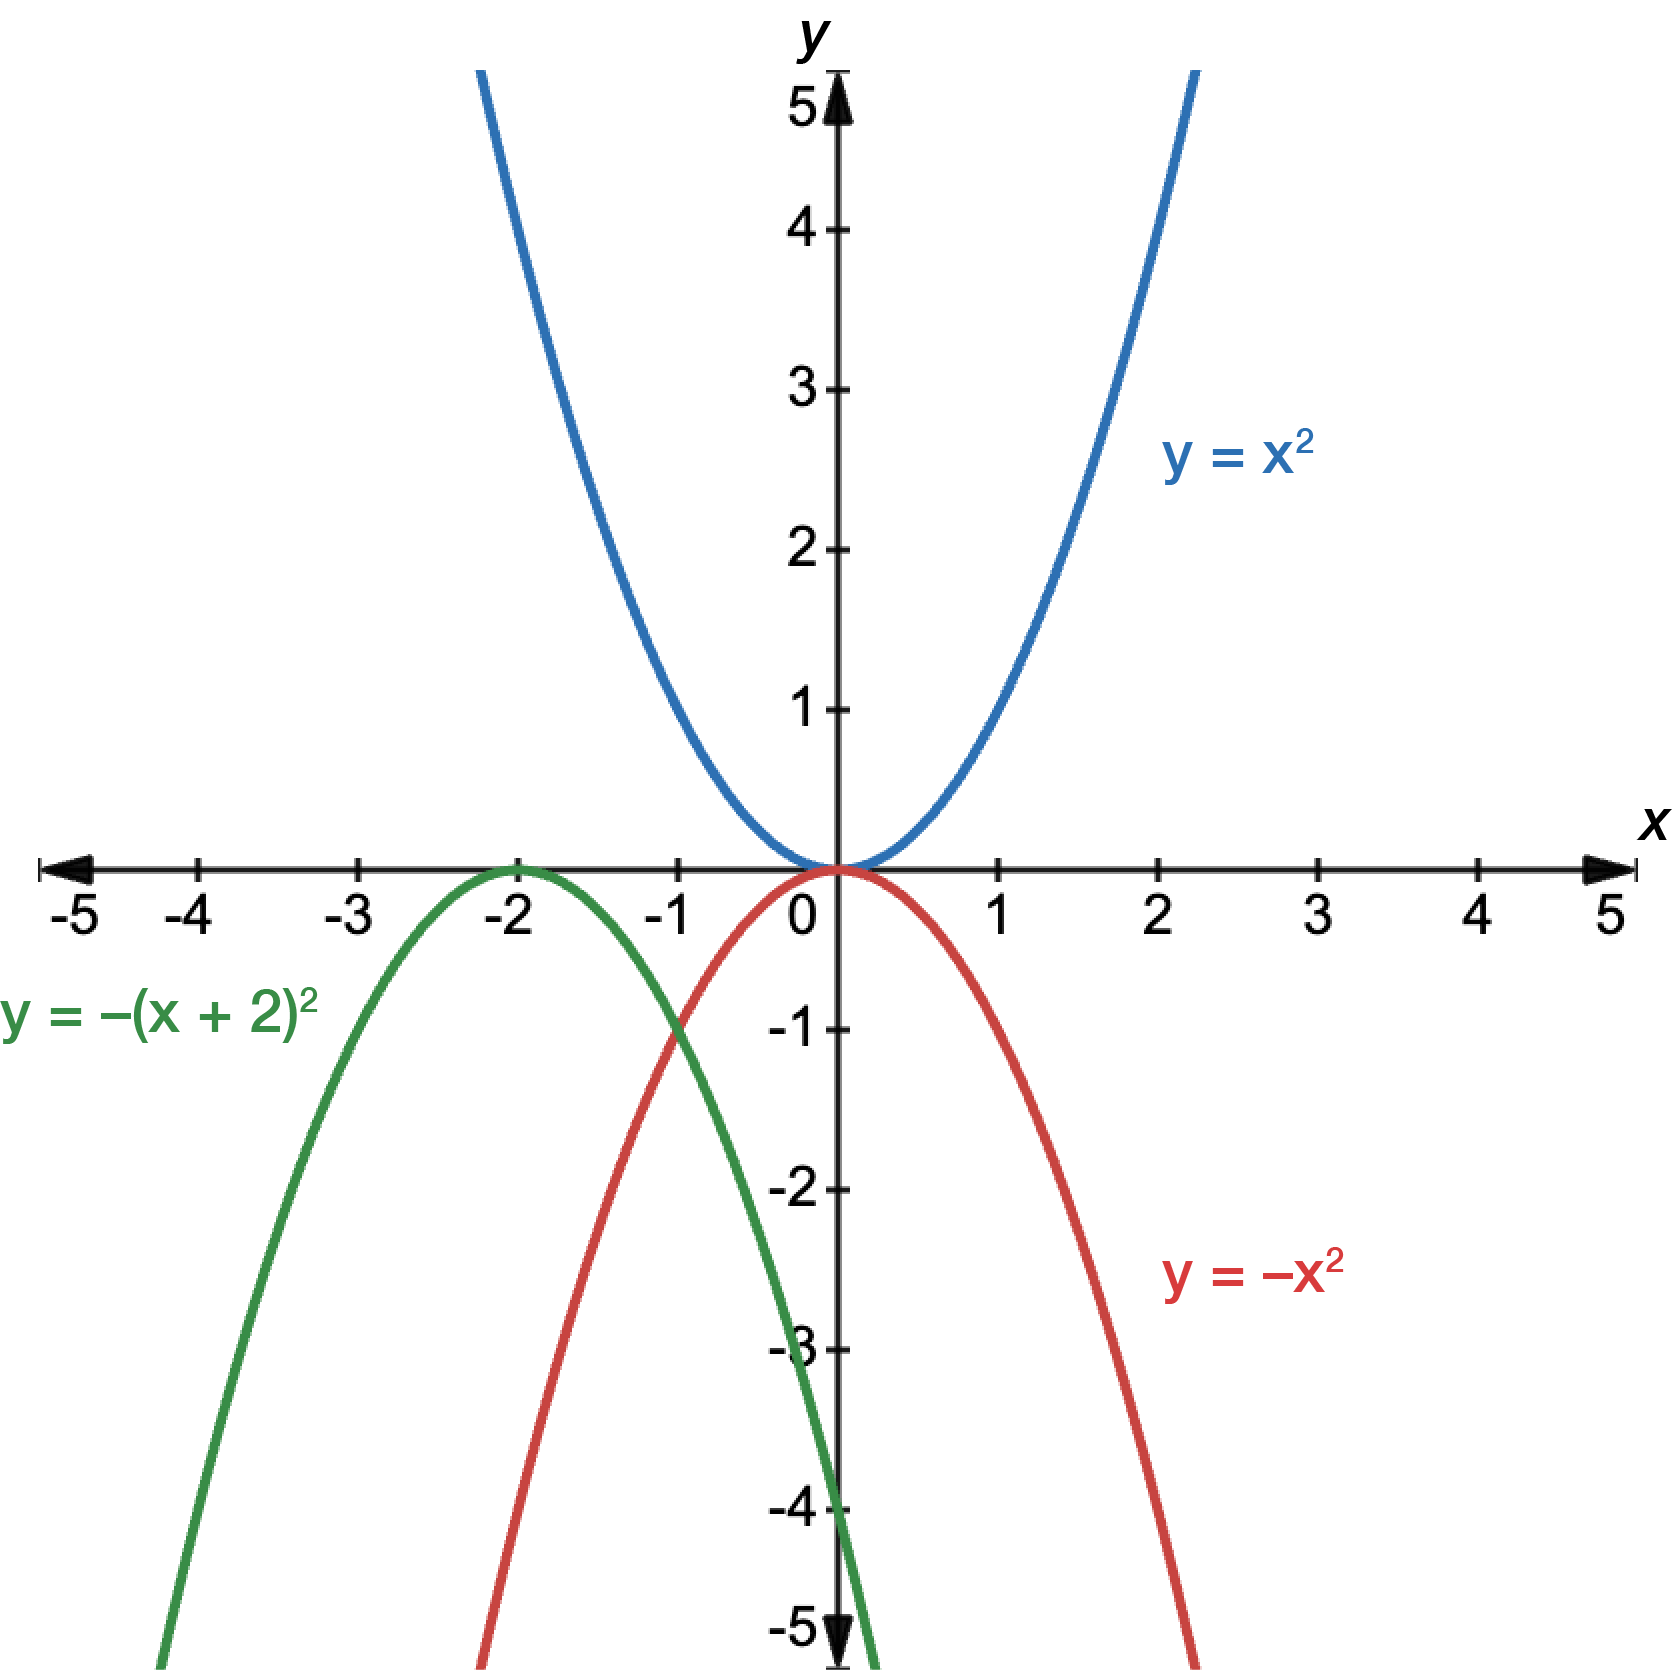 y
5
4
3
y = x²
2
1
x
-5 -4 -3 -2 -1 0 1 2 3 4 5
y = –(x + 2)²
-1
-2
y = –x²
-3
-4
-5